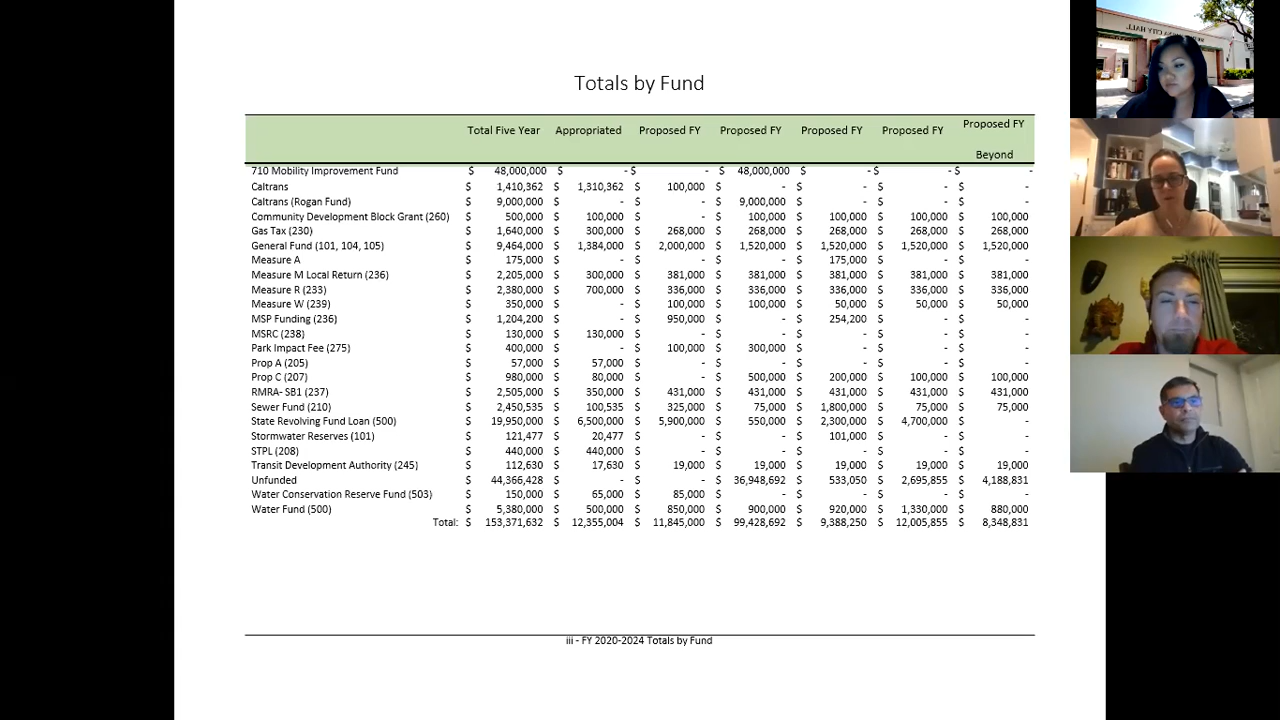 Totals by Fund
Total Five Year Appropriated Proposed FY Proposed FY Proposed FY Proposed FY Proposed FY Beyond
710 Mobility Improvement Fund $ 48,000,000 $ - $ - $ 48,000,000 $ - $ - $ -
Caltrans $ 1,410,362 $ 1,310,362 $ 100,000 $ - $ - $ - $ -
Caltrans (Rogan Fund) $ 9,000,000 $ - $ - $ 9,000,000 $ - $ - $ -
Community Development Block Grant (260) $ 500,000 $ 100,000 $ - $ 100,000 $ 100,000 $ 100,000 $ 100,000
Gas Tax (230) $ 1,640,000 $ 300,000 $ 268,000 $ 268,000 $ 268,000 $ 268,000 $ 268,000
General Fund (101, 104, 105) $ 9,464,000 $ 1,384,000 $ 2,000,000 $ 1,520,000 $ 1,520,000 $ 1,520,000 $ 1,520,000
Measure A $ 175,000 $ - $ - $ - $ 175,000 $ - $ -
Measure M Local Return (236) $ 2,205,000 $ 300,000 $ 381,000 $ 381,000 $ 381,000 $ 381,000 $ 381,000
Measure R (233) $ 2,380,000 $ 700,000 $ 336,000 $ 336,000 $ 336,000 $ 336,000 $ 336,000
Measure W (239) $ 350,000 $ - $ 100,000 $ 100,000 $ 50,000 $ 50,000 $ 50,000
MSP Funding (236) $ 1,204,200 $ - $ 950,000 $ - $ 254,200 $ - $ -
MSRC (238) $ 130,000 $ 130,000 $ - $ - $ - $ - $ -
Park Impact Fee (275) $ 400,000 $ - $ 100,000 $ 300,000 $ - $ - $ -
Prop A (205) $ 57,000 $ 57,000 $ - $ - $ - $ - $ -
Prop C (207) $ 980,000 $ 80,000 $ - $ 500,000 $ 200,000 $ 100,000 $ 100,000
RMRA- SB1 (237) $ 2,505,000 $ 350,000 $ 431,000 $ 431,000 $ 431,000 $ 431,000 $ 431,000
Sewer Fund (210) $ 2,450,535 $ 100,535 $ 325,000 $ 75,000 $ 1,800,000 $ 75,000 $ 75,000
State Revolving Fund Loan (500) $ 19,950,000 $ 6,500,000 $ 5,900,000 $ 550,000 $ 2,300,000 $ 4,700,000 $ -
Stormwater Reserves (101) $ 121,477 $ 20,477 $ - $ - $ 101,000 $ - $ -
STPL (208) $ 440,000 $ 440,000 $ - $ - $ - $ - $ -
Transit Development Authority (245) $ 112,630 $ 17,630 $ 19,000 $ 19,000 $ 19,000 $ 19,000 $ 19,000
Unfunded $ 44,366,428 $ - $ - $ 36,948,692 $ 533,050 $ 2,695,855 $ 4,188,831
Water Conservation Reserve Fund (503) $ 150,000 $ 65,000 $ 85,000 $ - $ - $ - $ -
Water Fund (500) $ 5,380,000 $ 500,000 $ 850,000 $ 900,000 $ 920,000 $ 1,330,000 $ 880,000
Total: $ 153,371,632 $ 12,355,004 $ 11,845,000 $ 99,428,692 $ 9,388,250 $ 12,005,855 $ 8,348,831
iii - FY 2020-2024 Totals by Fund
CITY HALL